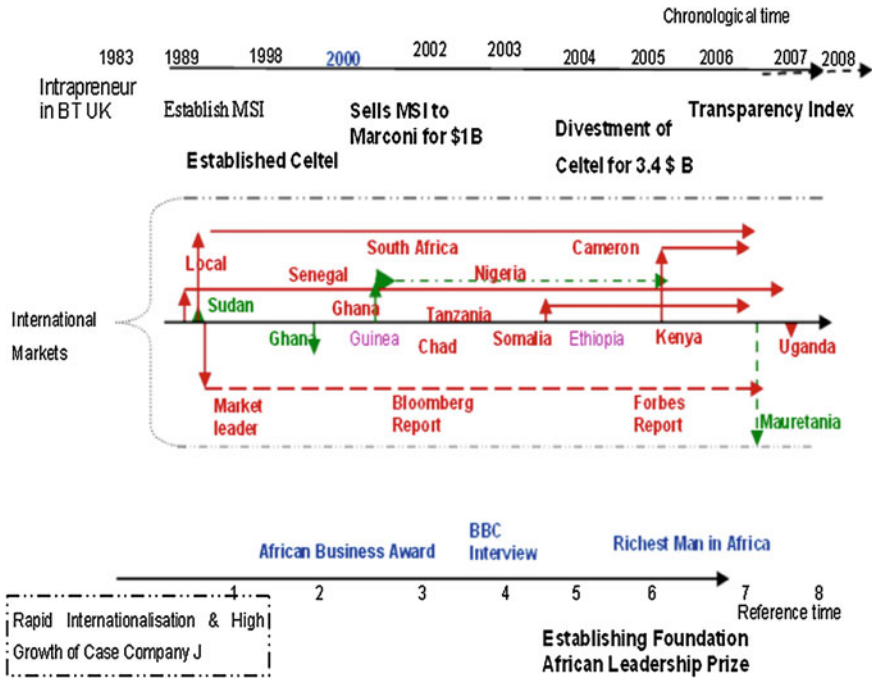 Chronological time
1983 1989 1998 2000 2002 2003 2004 2005 2006 2007 2008
Intrapreneur
in BT UK
Establish MSI
Sells MSI to
Marconi for $1B
Transparency Index
Divestment of
Celtel for 3.4 $ B
Established Celtel
South Africa Cameron
Local
Senegal Nigeria
Sudan Ghana Tanzania
International
Markets
Ghan Guinea Chad Somalia Ethiopia Kenya Uganda
Market
leader
Bloomberg
Report
Forbes
Report
Mauretania
African Business Award
BBC
Interview
Richest Man in Africa
1 2 3 4 5 6 7 8
Reference time
Rapid Internationalisation & High
Growth of Case Company J
Establishing Foundation
African Leadership Prize